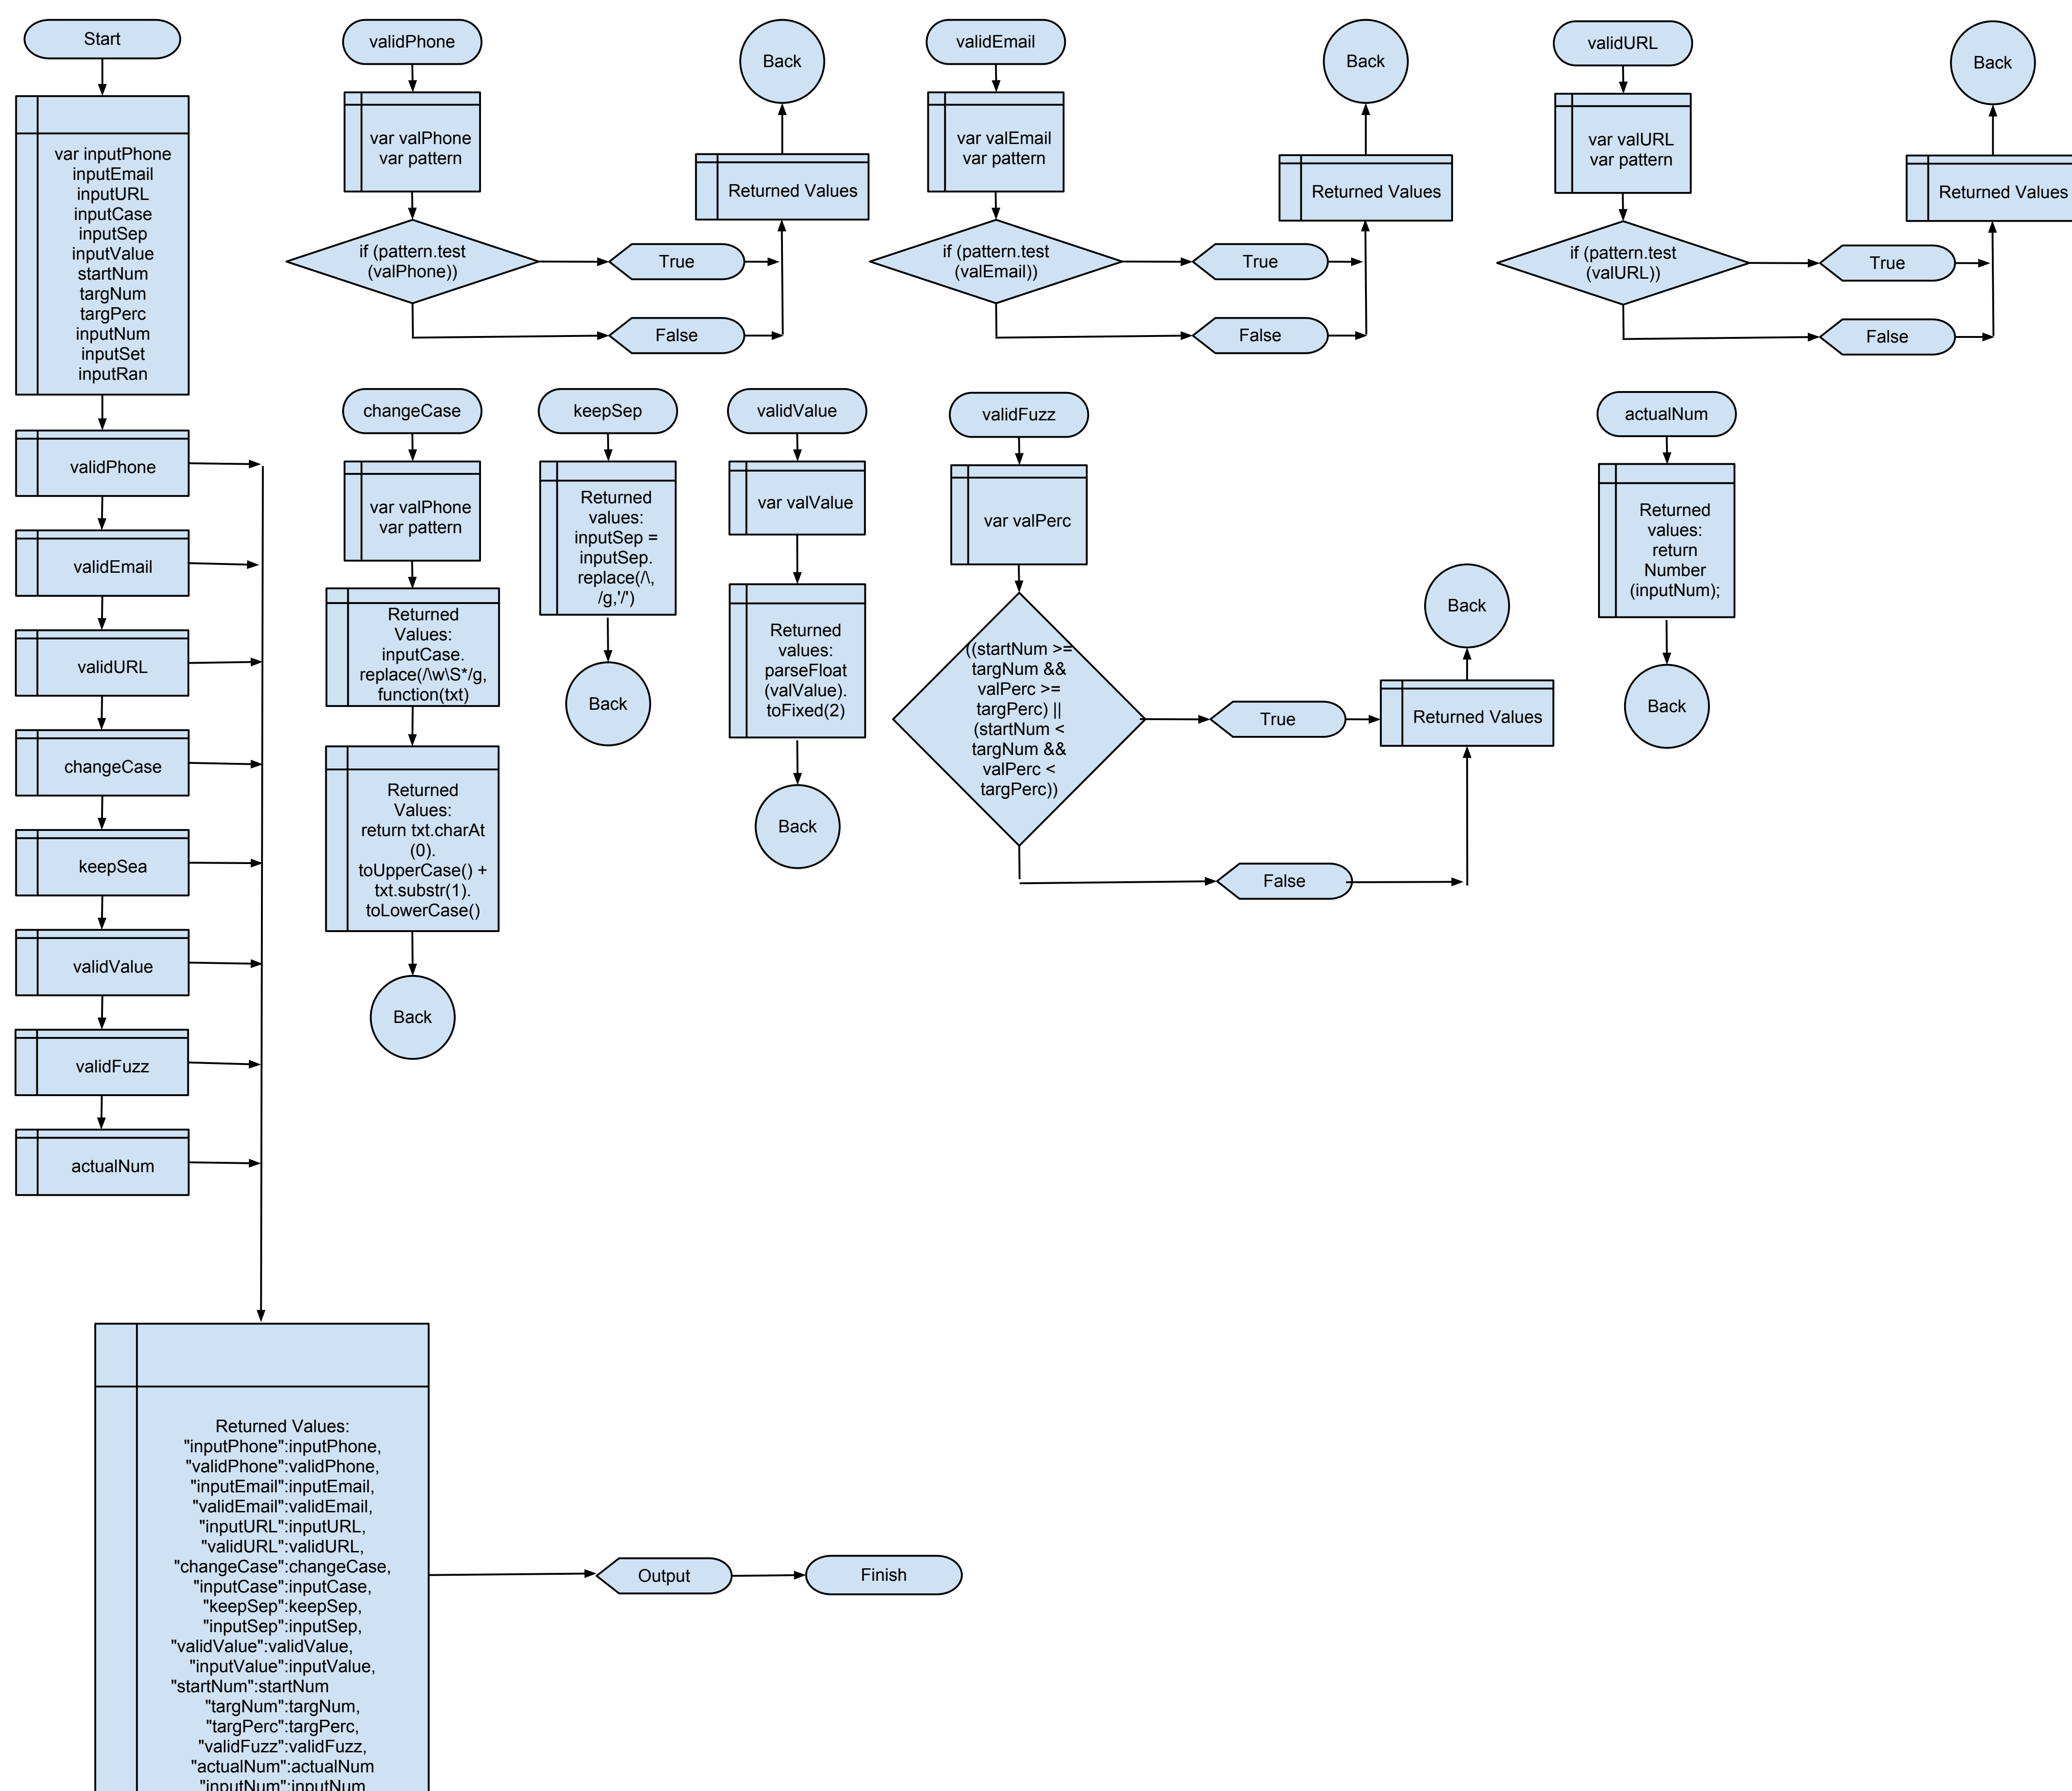 Start
var inputPhone
inputEmail
inputURL
inputCase
inputSep
inputValue
startNum
targNum
targPerc
inputNum
inputSet
inputRan
validPhone
validEmail
validURL
changeCase
keepSea
validValue
validFuzz
actualNum
validPhone
var valPhone
var pattern
if (pattern.test
(valPhone))
True
False
Returned Values
Back
validEmail
var valEmail
var pattern
if (pattern.test
(valEmail))
True
False
Returned Values
Back
validURL
var valURL
var pattern
if (pattern.test
(valURL))
True
False
Returned Values
Back
changeCase
var valPhone
var pattern
Returned
Values:
inputCase.
replace(/\w\S*/g,
function(txt)
Returned
Values:
return txt.charAt
(0).
toUpperCase() +
txt.substr(1).
toLowerCase()
Back
keepSep
Returned
values:
inputSep =
inputSep.
replace(/\,
/g,'/')
Back
validValue
var valValue
Returned
values:
parseFloat
(valValue).
toFixed(2)
Back
validFuzz
var valPerc
((startNum >=
targNum &&
valPerc >=
targPerc) ||
(startNum <
targNum &&
valPerc <
targPerc))
True
False
Returned Values
Back
actualNum
Returned
values:
return
Number
(inputNum);
Back
Returned Values:
"inputPhone":inputPhone,
"validPhone":validPhone,
"inputEmail":inputEmail,
"validEmail":validEmail,
"inputURL":inputURL,
"validURL":validURL,
"changeCase":changeCase,
"inputCase":inputCase,
"keepSep":keepSep,
"inputSep":inputSep,
"validValue":validValue,
"inputValue":inputValue,
"startNum":startNum
"targNum":targNum,
"targPerc":targPerc,
"validFuzz":validFuzz,
"actualNum":actualNum
"inputNum":inputNum
Output
Finish